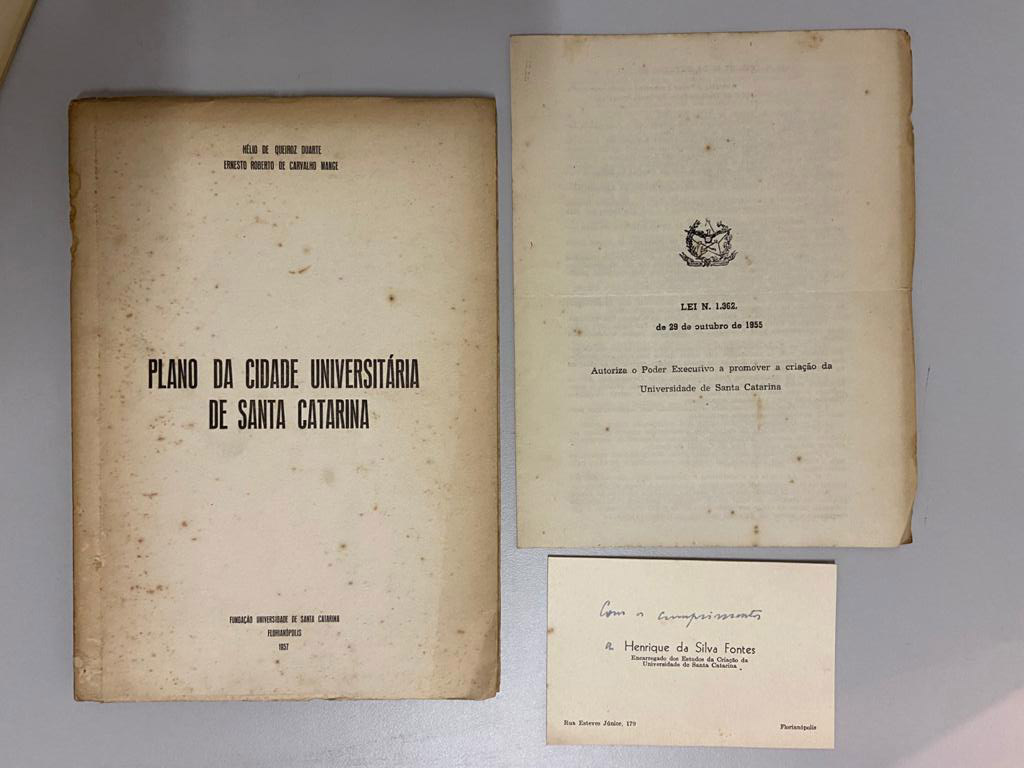 HÉLIO DE QUEIROZ DUARTE
ERNESTO ROBERTO DE CARVALHO MANGE
PLANO DA CIDADE UNIVERSITÁRIA
DE SANTA CATARINA
FUNDAÇÃO UNIVERSIDADE DE SANTA CATARINA
FLORIANÓPOLIS
1957
LEI N. 1.362,
de 29 de outubro de 1955
Autoriza o Poder Executivo a promover a criação da
Universidade de Santa Catarina
Com os cumprimentos
Henrique da Silva Fontes
Encarregado dos Estudos da Criação da
Universidade de Santa Catarina
Rua Esteves Júnior, 179
Florianópolis